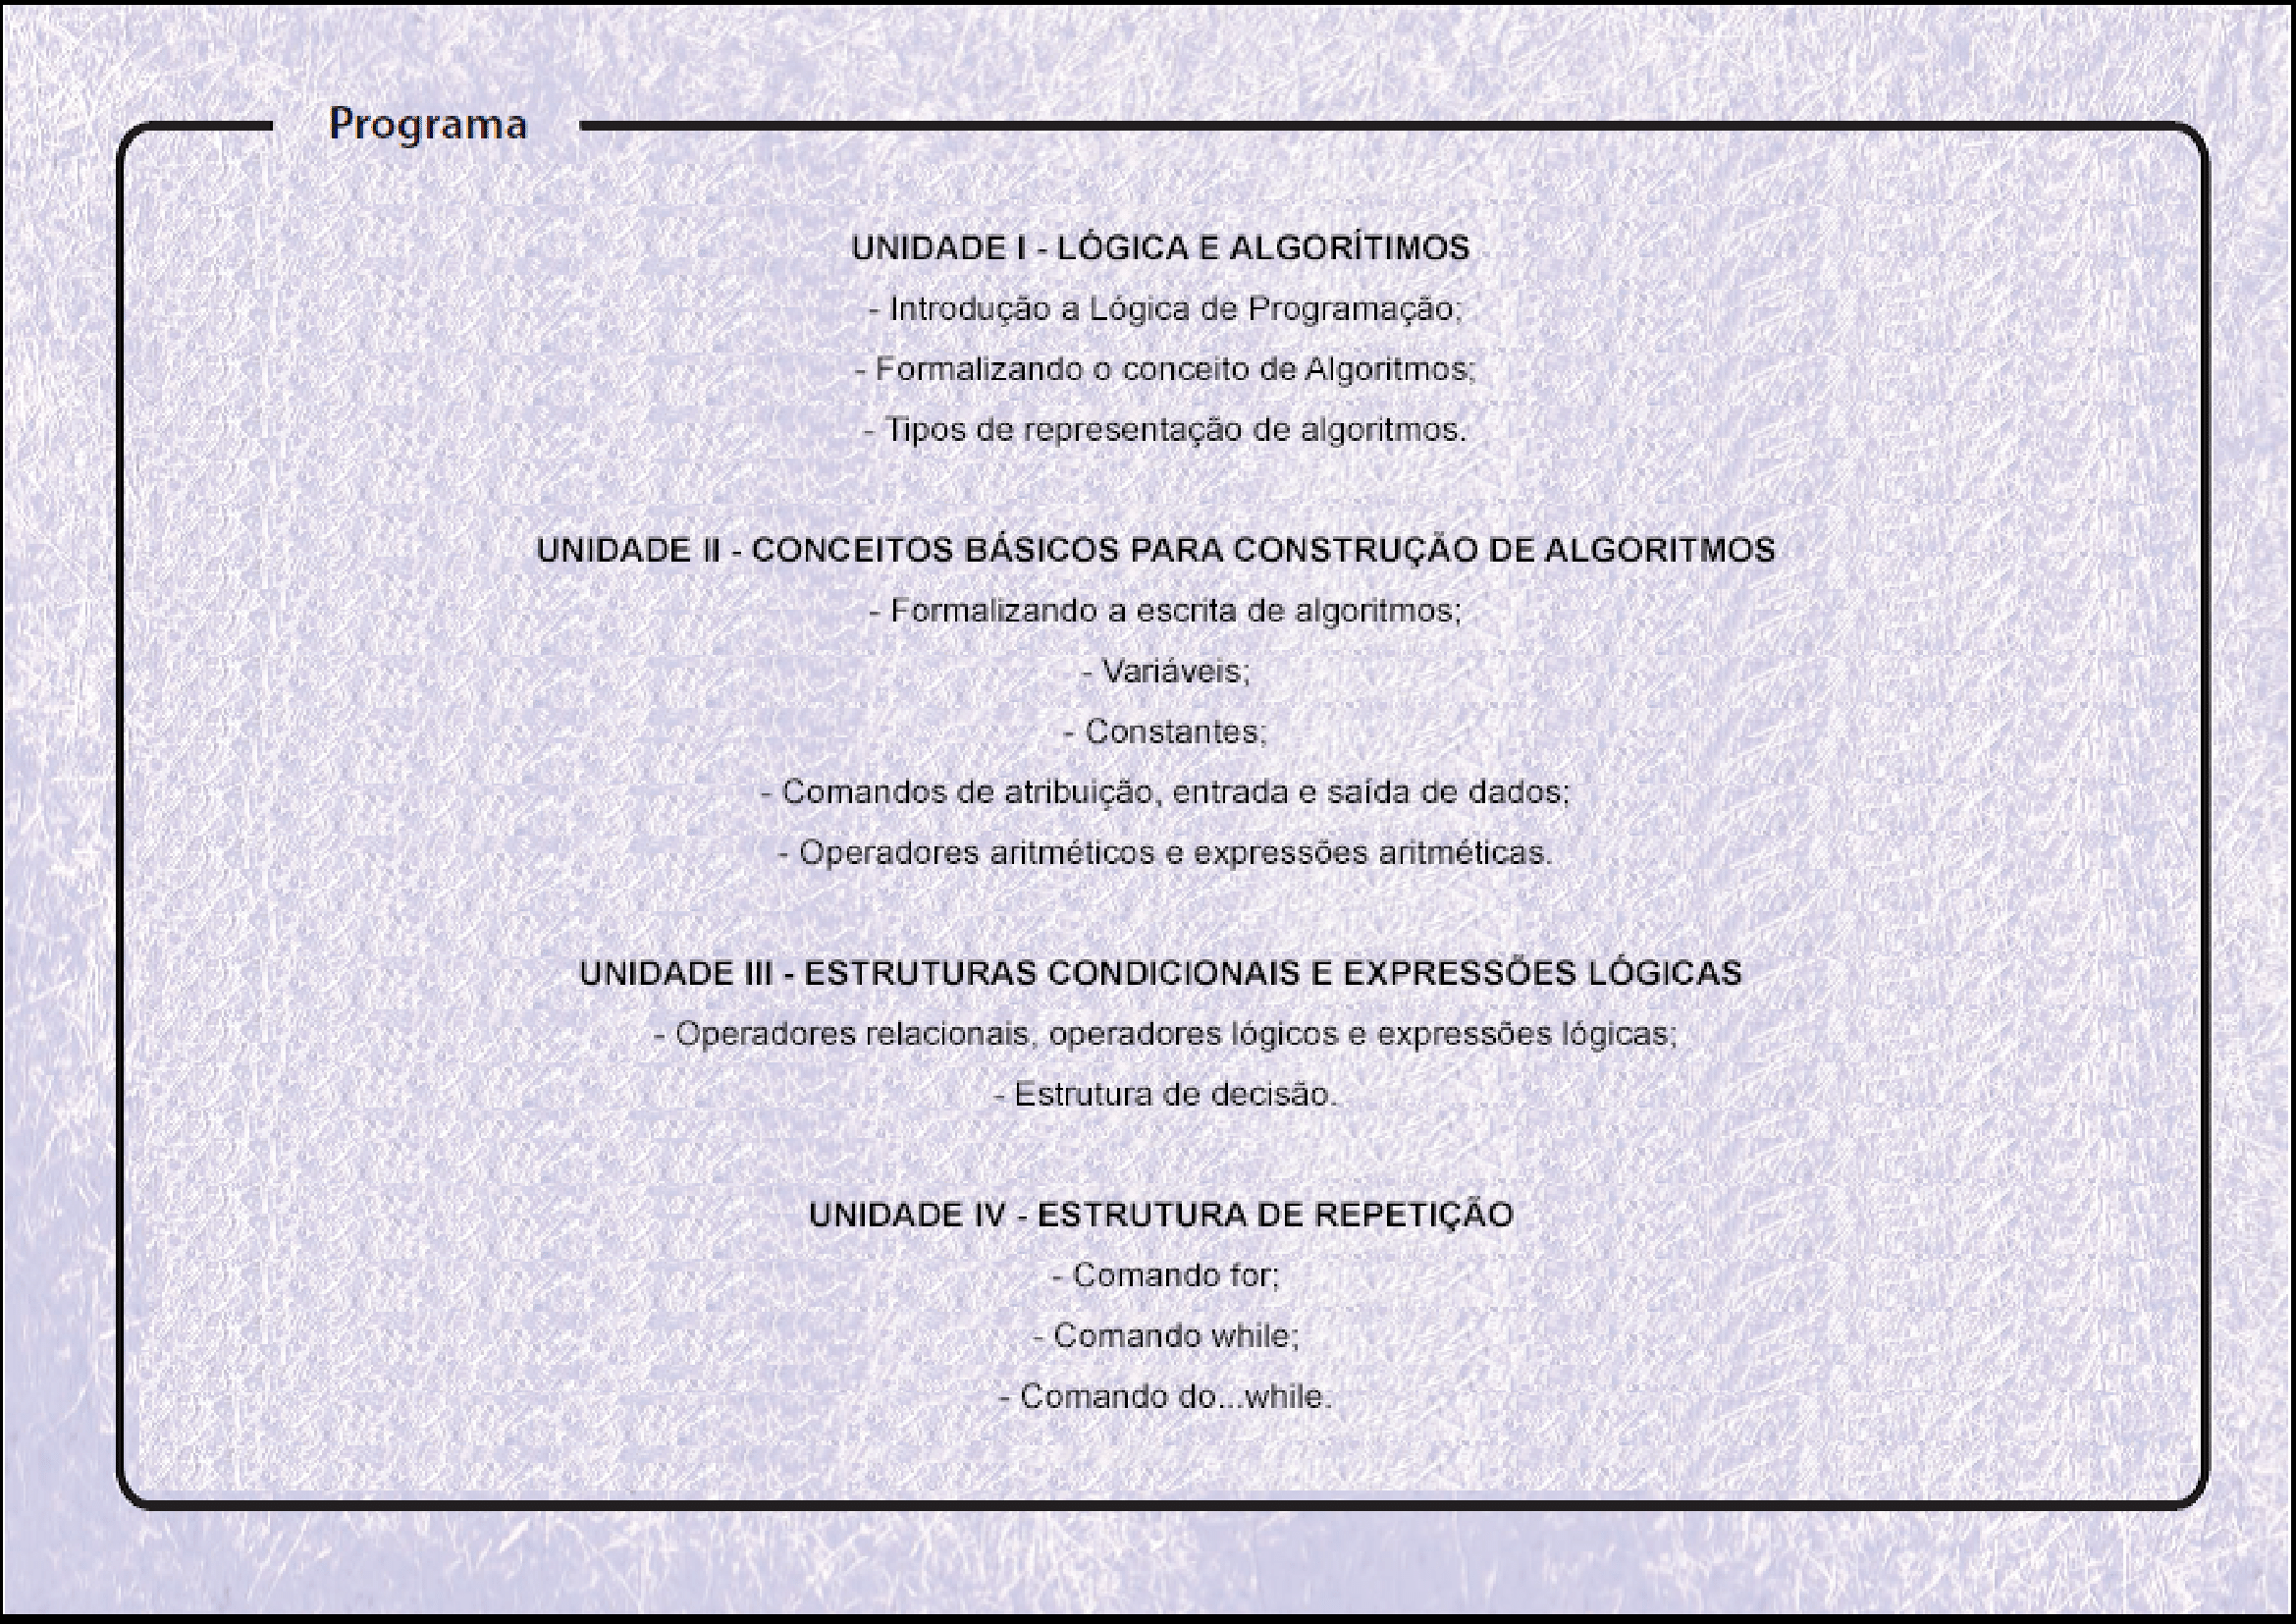 Programa
UNIDADE I - LÓGICA E ALGORÍTIMOS
- Introdução a Lógica de Programação;
- Formalizando o conceito de Algoritmos;
- Tipos de representação de algoritmos.
UNIDADE II - CONCEITOS BÁSICOS PARA CONSTRUÇÃO DE ALGORITMOS
- Formalizando a escrita de algoritmos;
- Variáveis;
- Constantes;
- Comandos de atribuição, entrada e saída de dados;
- Operadores aritméticos e expressões aritméticas.
UNIDADE III - ESTRUTURAS CONDICIONAIS E EXPRESSÕES LÓGICAS
- Operadores relacionais, operadores lógicos e expressões lógicas;
- Estrutura de decisão.
UNIDADE IV - ESTRUTURA DE REPETIÇÃO
- Comando for;
- Comando while;
- Comando do...while.